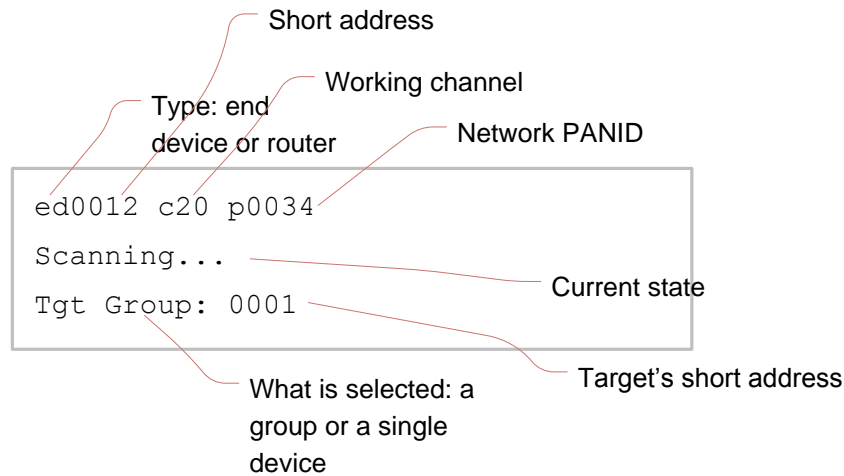 Short address
Working channel
Type: end
device or router
Network PANID
ed0012 c20 p0034
Scanning...
Current state
Tgt Group: 0001
Target's short address
What is selected: a
group or a single
device